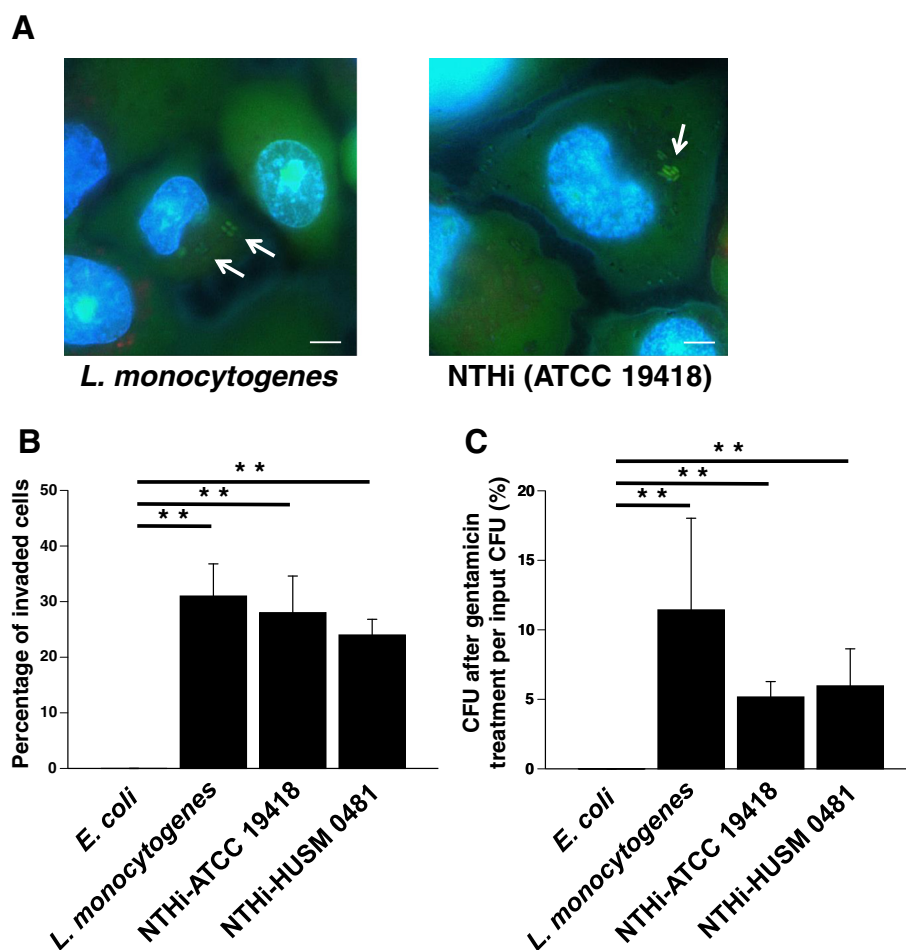 A
L. monocytogenes
NTHi (ATCC 19418)
B
Percentage of invaded cells
50
40
30
20
10
0
* *
* *
* *
E. coli
L. monocytogenes
NTHi-ATCC 19418
NTHi-HUSM 0481
C
CFU after gentamicin
treatment per input CFU (%)
20
15
10
5
0
* *
* *
* *
E. coli
L. monocytogenes
NTHi-ATCC 19418
NTHi-HUSM 0481